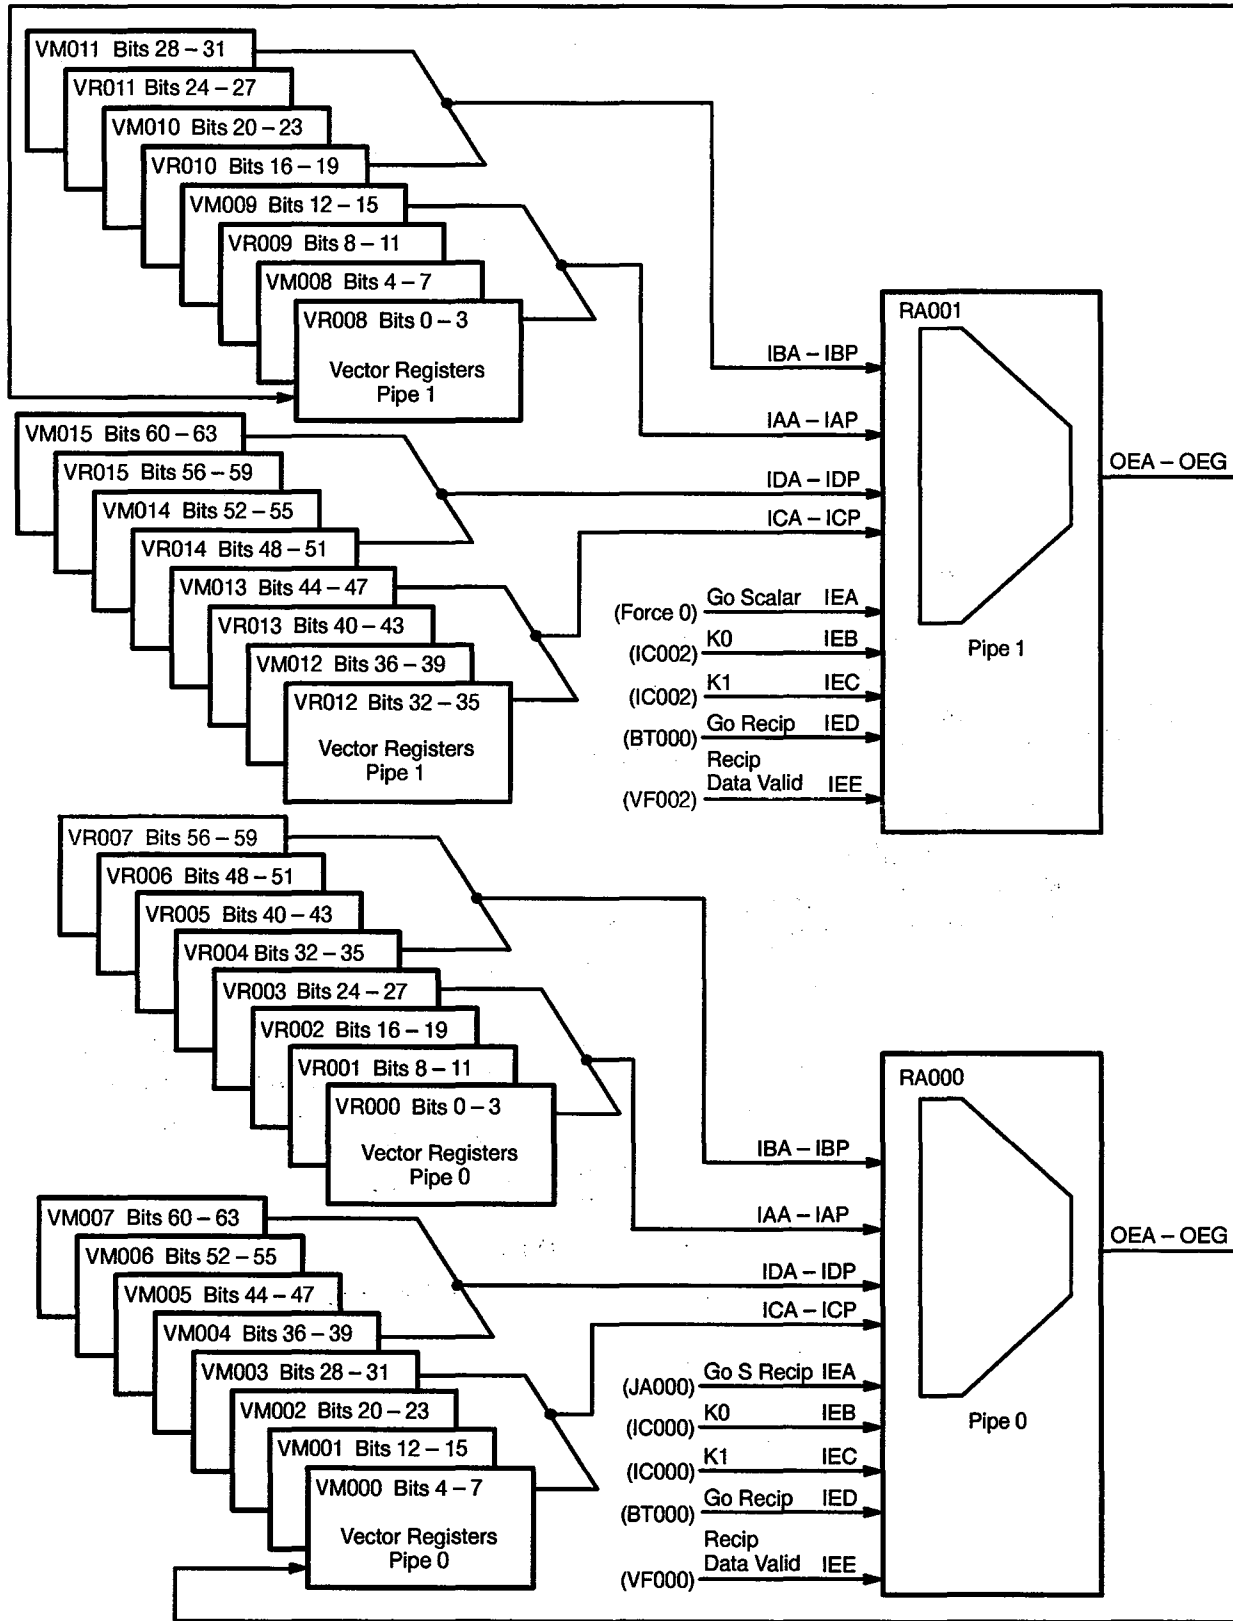 VM011 Bits 28 – 31
VR011 Bits 24 – 27
VM010 Bits 20 – 23
VR010 Bits 16 – 19
VM009 Bits 12 – 15
VR009 Bits 8 – 11
VM008 Bits 4 – 7
VR008 Bits 0 – 3
Vector Registers
Pipe 1
VM015 Bits 60 – 63
VR015 Bits 56 – 59
VM014 Bits 52 – 55
VR014 Bits 48 – 51
VM013 Bits 44 – 47
VR013 Bits 40 – 43
VM012 Bits 36 – 39
VR012 Bits 32 – 35
Vector Registers
Pipe 1
RA001
IBA – IBP
IAA – IAP
IDA – IDP
ICA – ICP
OEA – OEG
(Force 0) Go Scalar IEA
(IC002) K0 IEB
(IC002) K1 IEC
(BT000) Go Recip IED
Recip
(VF002) Data Valid IEE
Pipe 1
VR007 Bits 56 – 59
VR006 Bits 48 – 51
VR005 Bits 40 – 43
VR004 Bits 32 – 35
VR003 Bits 24 – 27
VR002 Bits 16 – 19
VR001 Bits 8 – 11
VR000 Bits 0 – 3
Vector Registers
Pipe 0
VM007 Bits 60 – 63
VM006 Bits 52 – 55
VM005 Bits 44 – 47
VM004 Bits 36 – 39
VM003 Bits 28 – 31
VM002 Bits 20 – 23
VM001 Bits 12 – 15
VM000 Bits 4 – 7
Vector Registers
Pipe 0
RA000
IBA – IBP
IAA – IAP
IDA – IDP
ICA – ICP
OEA – OEG
(JA000) Go S Recip IEA
(IC000) K0 IEB
(IC000) K1 IEC
(BT000) Go Recip IED
Recip
(VF000) Data Valid IEE
Pipe 0